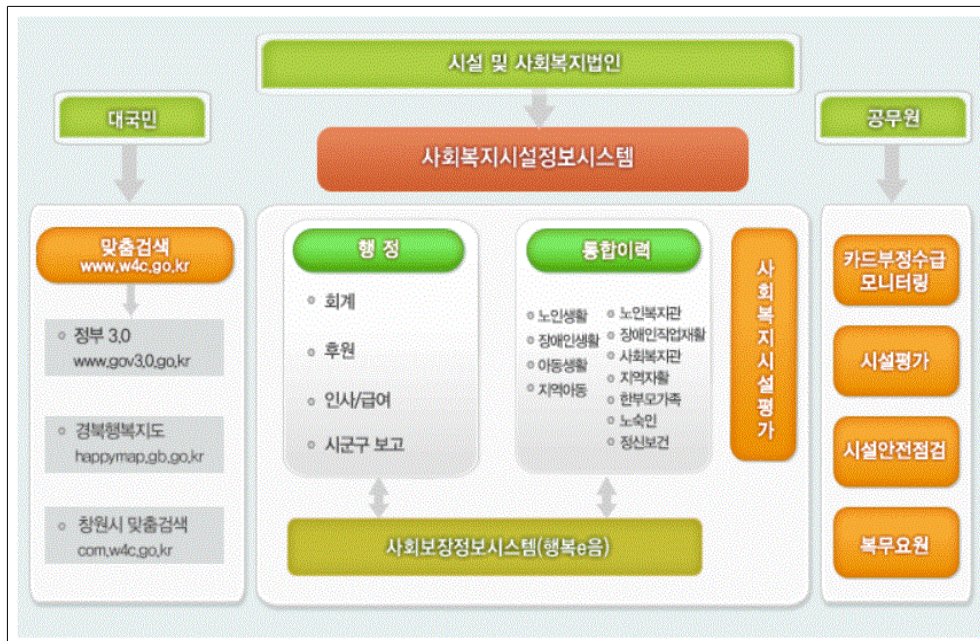 시설 및 사회복지법인
대국민
공무원
사회복지시설정보시스템
맞춤검색
www.w4c.go.kr
정부 3.0
www.gov3.0.go.kr
경북행복지도
happymap.gb.go.kr
창원시 맞춤검색
com.w4c.go.kr
행 정
회계
후원
인사/급여
시군구 보고
통합이력
노인생활
장애인생활
아동생활
지역아동
노인복지관
장애인직업재활
사회복지관
지역자활
한부모가족
노숙인
정신보건
사회복지시설평가
사회보장정보시스템(행복e음)
카드부정수급
모니터링
시설평가
시설안전점검
복무요원